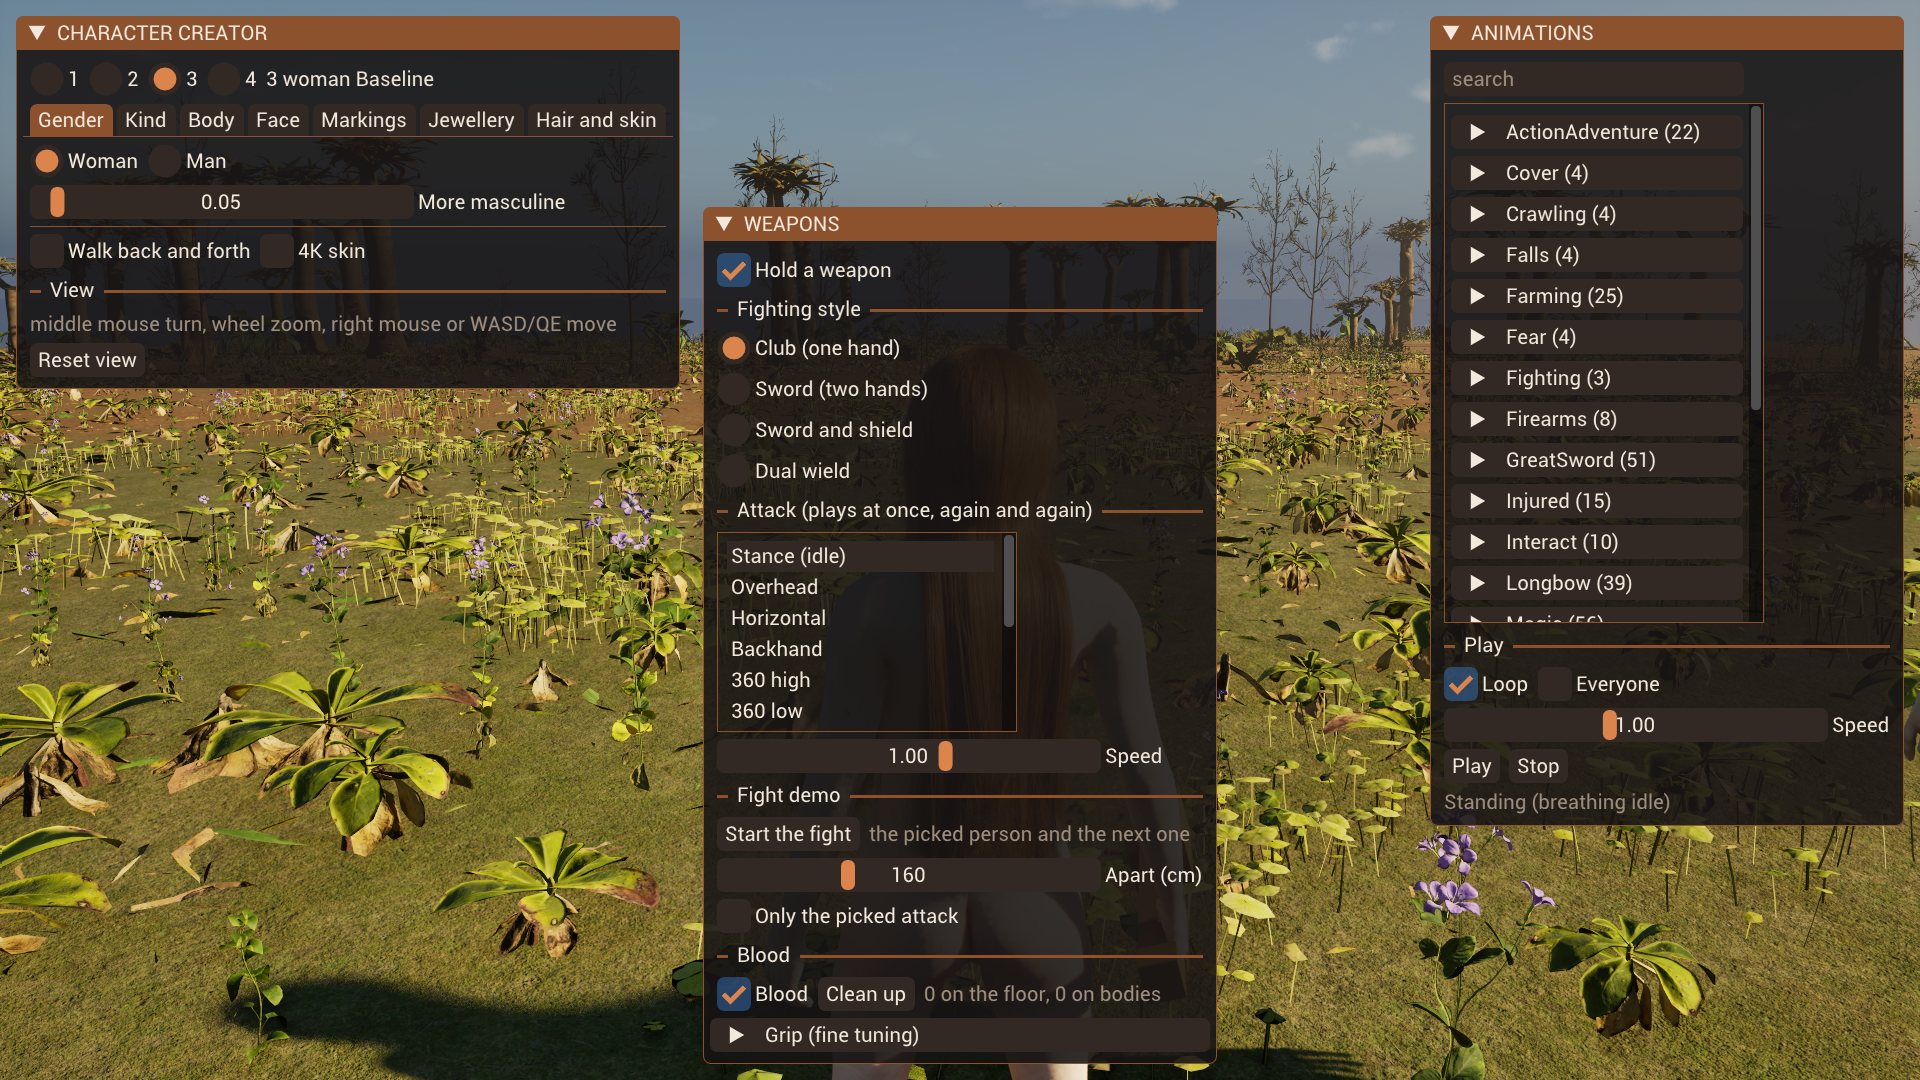 CHARACTER CREATOR
1 2 3 4 3 woman Baseline
Gender Kind Body Face Markings Jewellery Hair and skin
Woman Man
0.05 More masculine
Walk back and forth 4K skin
View
middle mouse turn, wheel zoom, right mouse or WASD/QE move
Reset view
WEAPONS
Hold a weapon
Fighting style
Club (one hand)
Sword (two hands)
Sword and shield
Dual wield
Attack (plays at once, again and again)
Stance (idle)
Overhead
Horizontal
Backhand
360 high
360 low
1.00 Speed
Fight demo
Start the fight the picked person and the next one
160 Apart (cm)
Only the picked attack
Blood
Blood Clean up 0 on the floor, 0 on bodies
Grip (fine tuning)
ANIMATIONS
search
ActionAdventure (22)
Cover (4)
Crawling (4)
Falls (4)
Farming (25)
Fear (4)
Fighting (3)
Firearms (8)
GreatSword (51)
Injured (15)
Interact (10)
Longbow (39)
Magic (56)
Play
Loop Everyone
1.00 Speed
Play Stop
Standing (breathing idle)